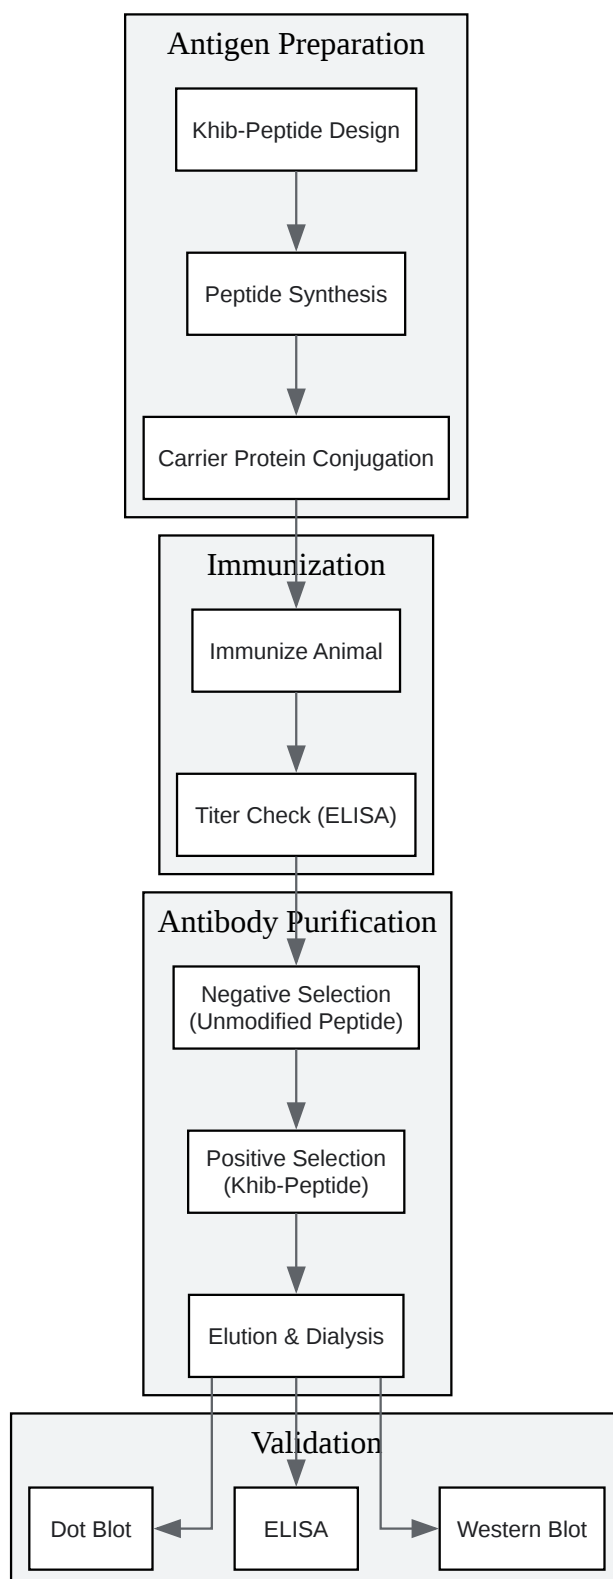 Antigen Preparation
Khib-Peptide Design
Peptide Synthesis
Carrier Protein Conjugation
Immunization
Immunize Animal
Titer Check (ELISA)
Antibody Purification
Negative Selection
(Unmodified Peptide)
Positive Selection
(Khib-Peptide)
Elution & Dialysis
Validation
Dot Blot
ELISA
Western Blot